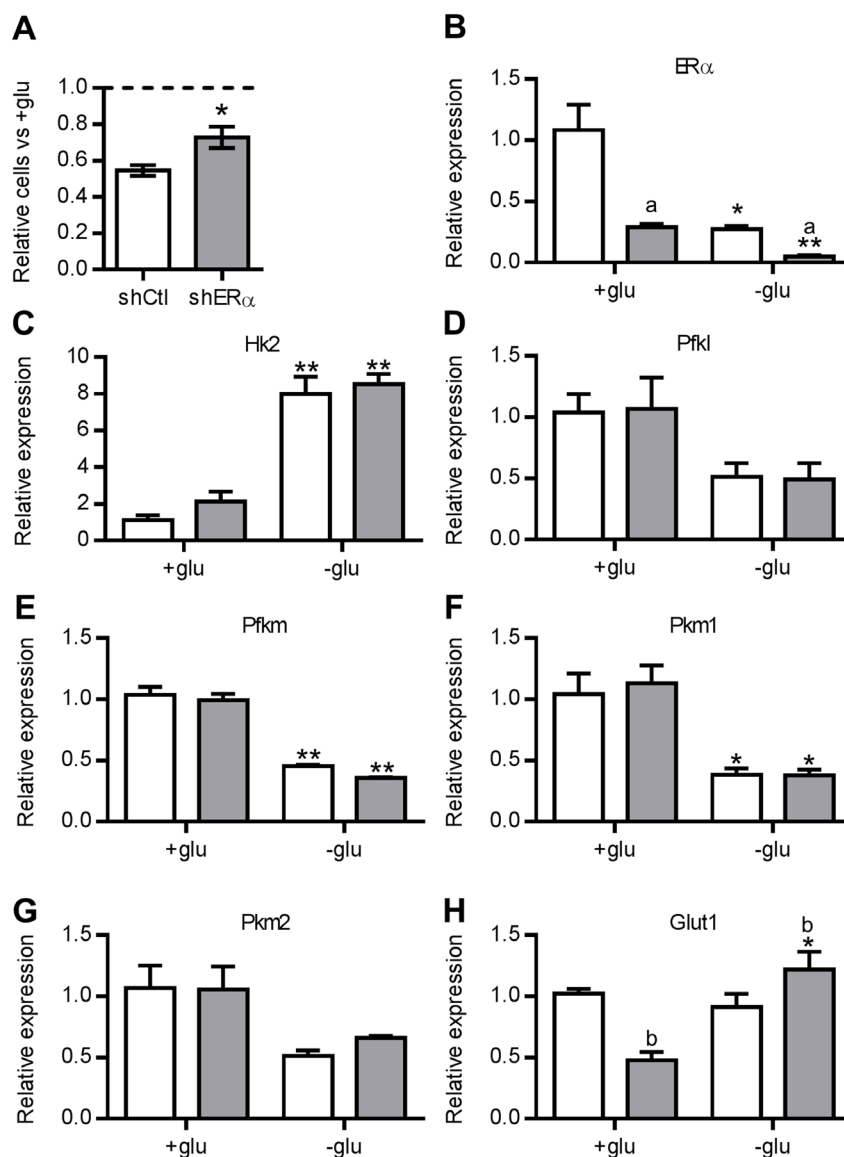 A
Relative cells vs +glu
1.0
0.8
0.6
0.4
0.2
0.0
*
shCtl
shERα
B
ERα
Relative expression
1.5
1.0
0.5
0.0
a
*
a
**
+glu
-glu
C
Hk2
Relative expression
10
8
6
4
2
0
**
**
+glu
-glu
D
Pfkl
Relative expression
1.5
1.0
0.5
0.0
+glu
-glu
E
Pfkm
Relative expression
1.5
1.0
0.5
0.0
**
**
+glu
-glu
F
Pkm1
Relative expression
1.5
1.0
0.5
0.0
*
*
+glu
-glu
G
Pkm2
Relative expression
1.5
1.0
0.5
0.0
+glu
-glu
H
Glut1
Relative expression
1.5
1.0
0.5
0.0
b
b
*
+glu
-glu